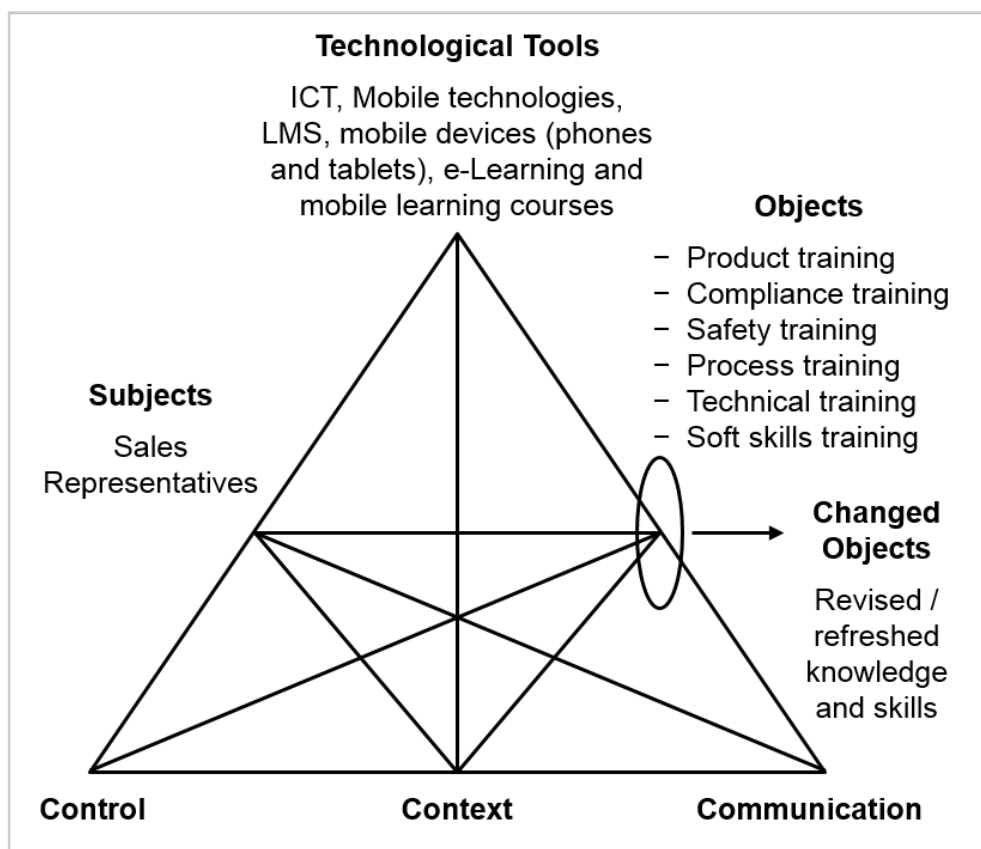 Technological Tools
ICT, Mobile technologies,
LMS, mobile devices (phones
and tablets), e-Learning and
mobile learning courses
Objects
− Product training
− Compliance training
− Safety training
− Process training
− Technical training
− Soft skills training
Subjects
Sales
Representatives
Changed
Objects
Revised /
refreshed
knowledge
and skills
Control
Context
Communication